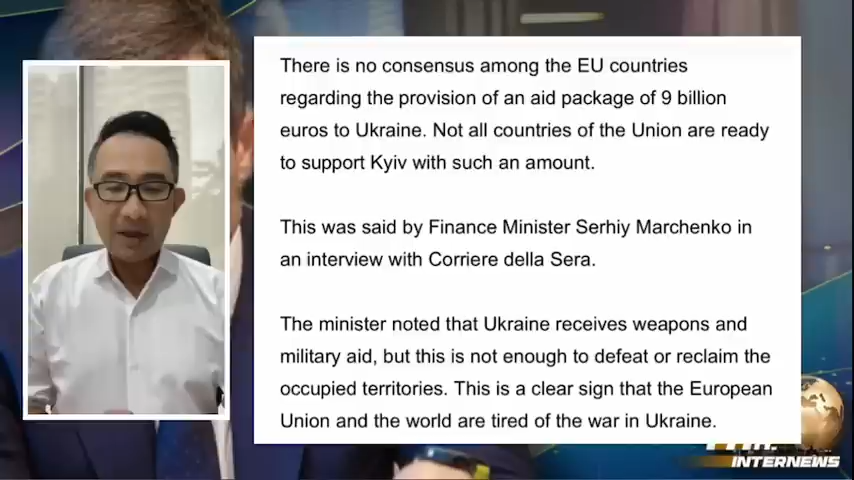 There is no consensus among the EU countries
regarding the provision of an aid package of 9 billion
euros to Ukraine. Not all countries of the Union are ready
to support Kyiv with such an amount.
This was said by Finance Minister Serhiy Marchenko in
an interview with Corriere della Sera.
The minister noted that Ukraine receives weapons and
military aid, but this is not enough to defeat or reclaim the
occupied territories. This is a clear sign that the European
Union and the world are tired of the war in Ukraine.
INTERNEWS